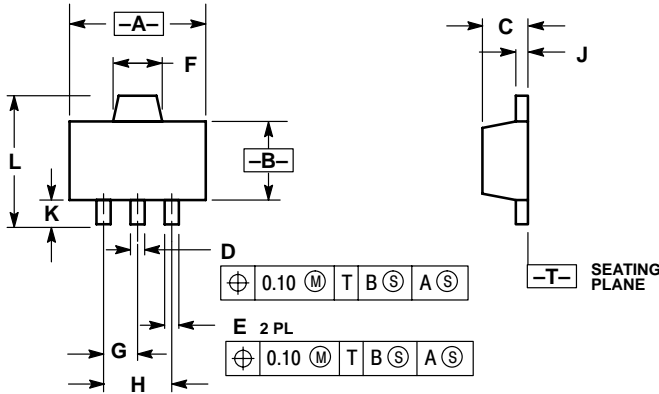 –A–
C
F
J
L
–B–
K
D
–T– SEATING PLANE
⌖ 0.10 Ⓜ T B Ⓢ A Ⓢ
E 2 PL
G
⌖ 0.10 Ⓜ T B Ⓢ A Ⓢ
H